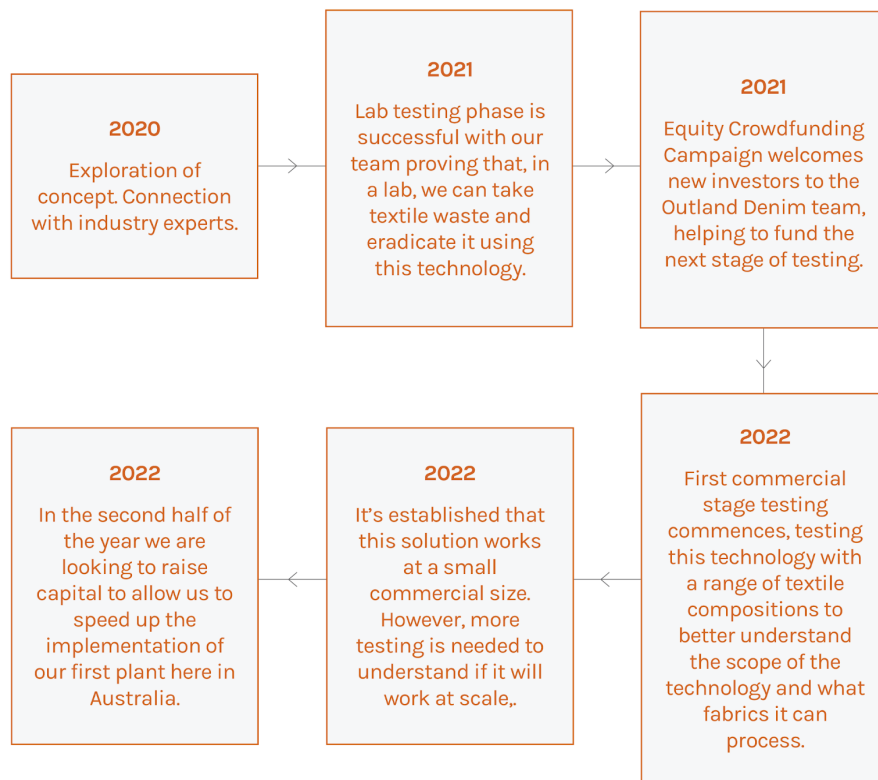 2020
Exploration of
concept. Connection
with industry experts.
2021
Lab testing phase is
successful with our
team proving that, in
a lab, we can take
textile waste and
eradicate it using
this technology.
2021
Equity Crowdfunding
Campaign welcomes
new investors to the
Outland Denim team,
helping to fund the
next stage of testing.
2022
First commercial
stage testing
commences, testing
this technology with
a range of textile
compositions to
better understand
the scope of the
technology and what
fabrics it can
process.
2022
It’s established that
this solution works
at a small
commercial size.
However, more
testing is needed to
understand if it will
work at scale,.
2022
In the second half of
the year we are
looking to raise
capital to allow us to
speed up the
implementation of
our first plant here in
Australia.